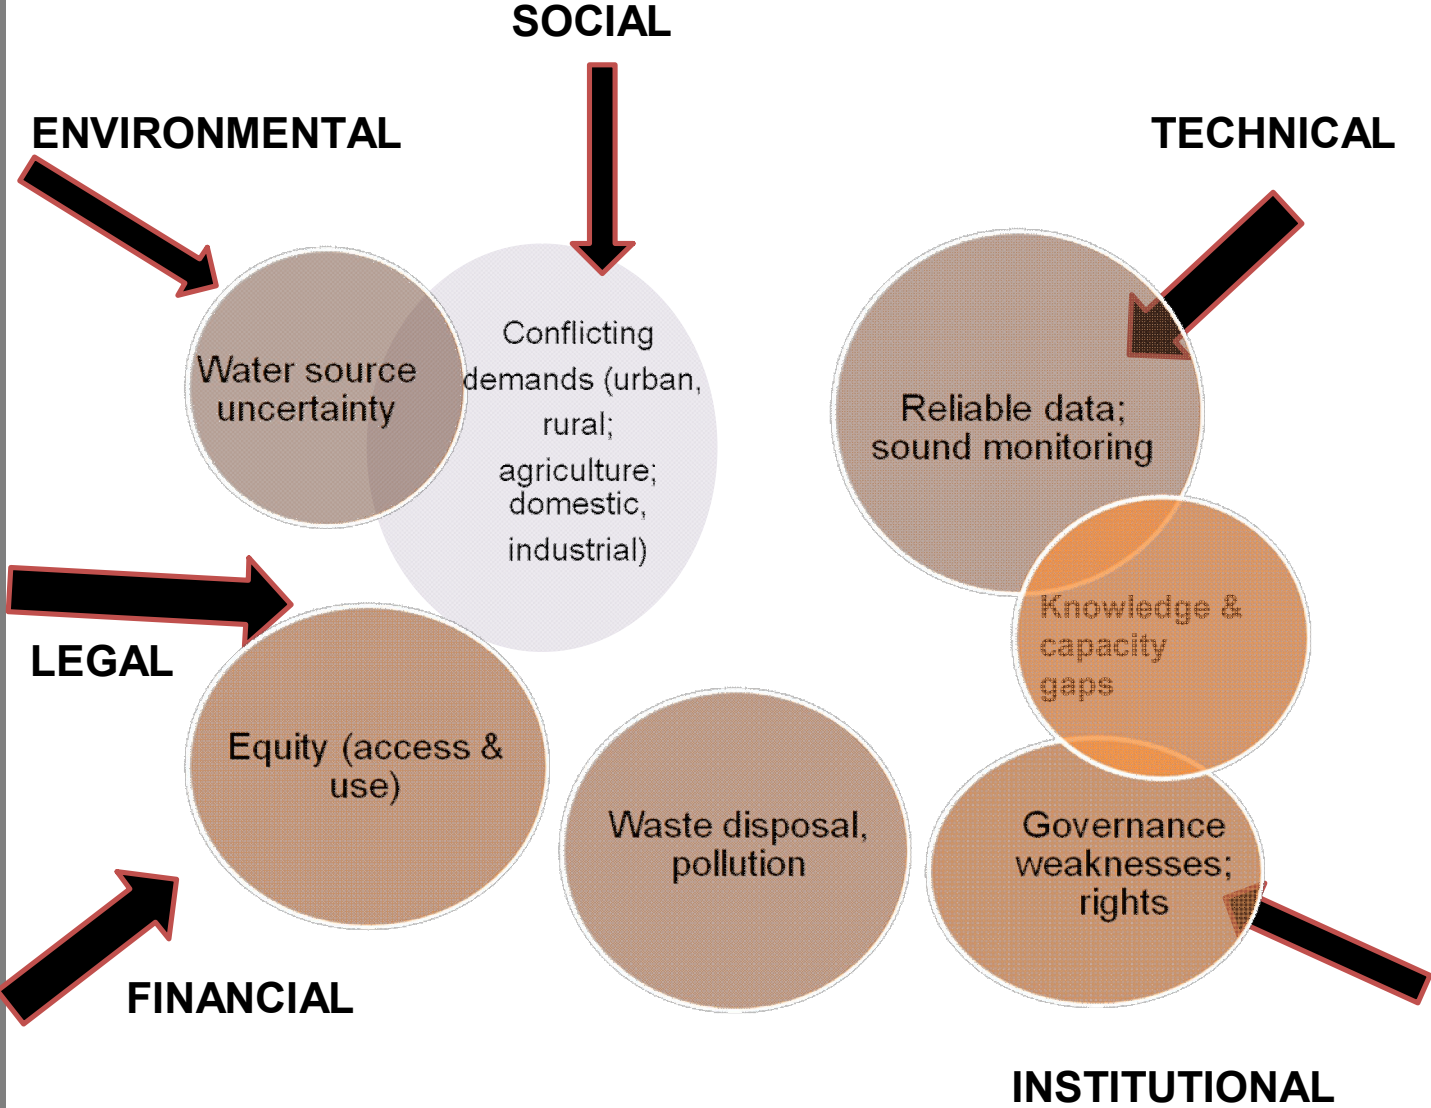 SOCIAL
ENVIRONMENTAL
TECHNICAL
Conflicting
demands (urban,
rural;
agriculture;
domestic,
industrial)
Water source
uncertainty
Reliable data;
sound monitoring
Knowledge &
capacity
gaps
LEGAL
Equity (access &
use)
Waste disposal,
pollution
Governance
weaknesses;
rights
FINANCIAL
INSTITUTIONAL